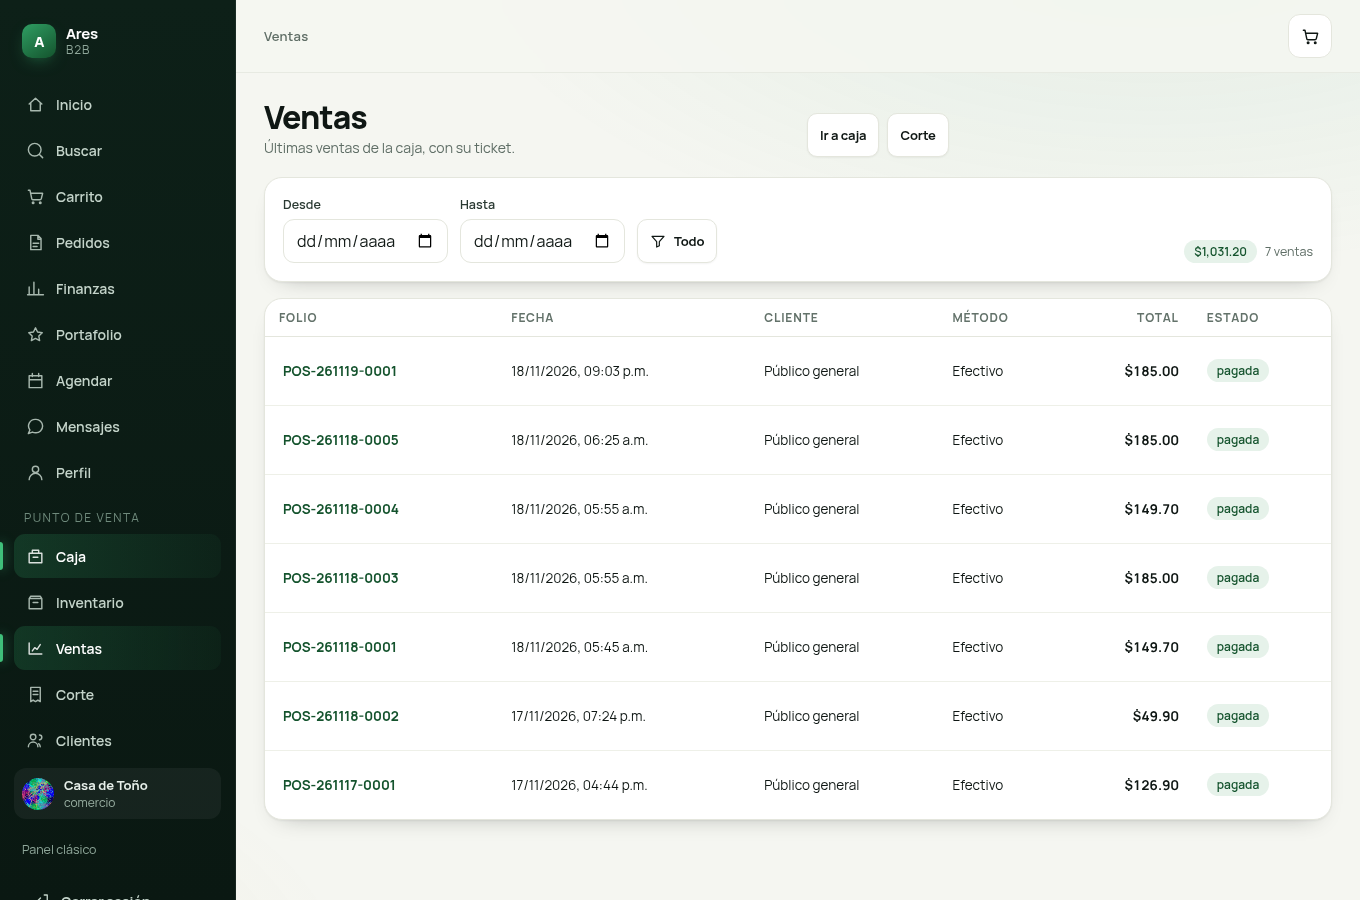 A
Ares
B2B
Inicio
Buscar
Carrito
Pedidos
Finanzas
Portafolio
Agendar
Mensajes
Perfil
PUNTO DE VENTA
Caja
Inventario
Ventas
Corte
Clientes
Casa de Toño
comercio
Panel clásico
Cerrar sesión
Ventas
Ventas
Últimas ventas de la caja, con su ticket.
Ir a caja
Corte
Desde
Hasta
dd/mm/aaaa
dd/mm/aaaa
Todo
$1,031.20
7 ventas
FOLIO FECHA CLIENTE MÉTODO TOTAL ESTADO
POS-261119-0001 18/11/2026, 09:03 p.m. Público general Efectivo $185.00 pagada
POS-261118-0005 18/11/2026, 06:25 a.m. Público general Efectivo $185.00 pagada
POS-261118-0004 18/11/2026, 05:55 a.m. Público general Efectivo $149.70 pagada
POS-261118-0003 18/11/2026, 05:55 a.m. Público general Efectivo $185.00 pagada
POS-261118-0001 18/11/2026, 05:45 a.m. Público general Efectivo $149.70 pagada
POS-261118-0002 17/11/2026, 07:24 p.m. Público general Efectivo $49.90 pagada
POS-261117-0001 17/11/2026, 04:44 p.m. Público general Efectivo $126.90 pagada